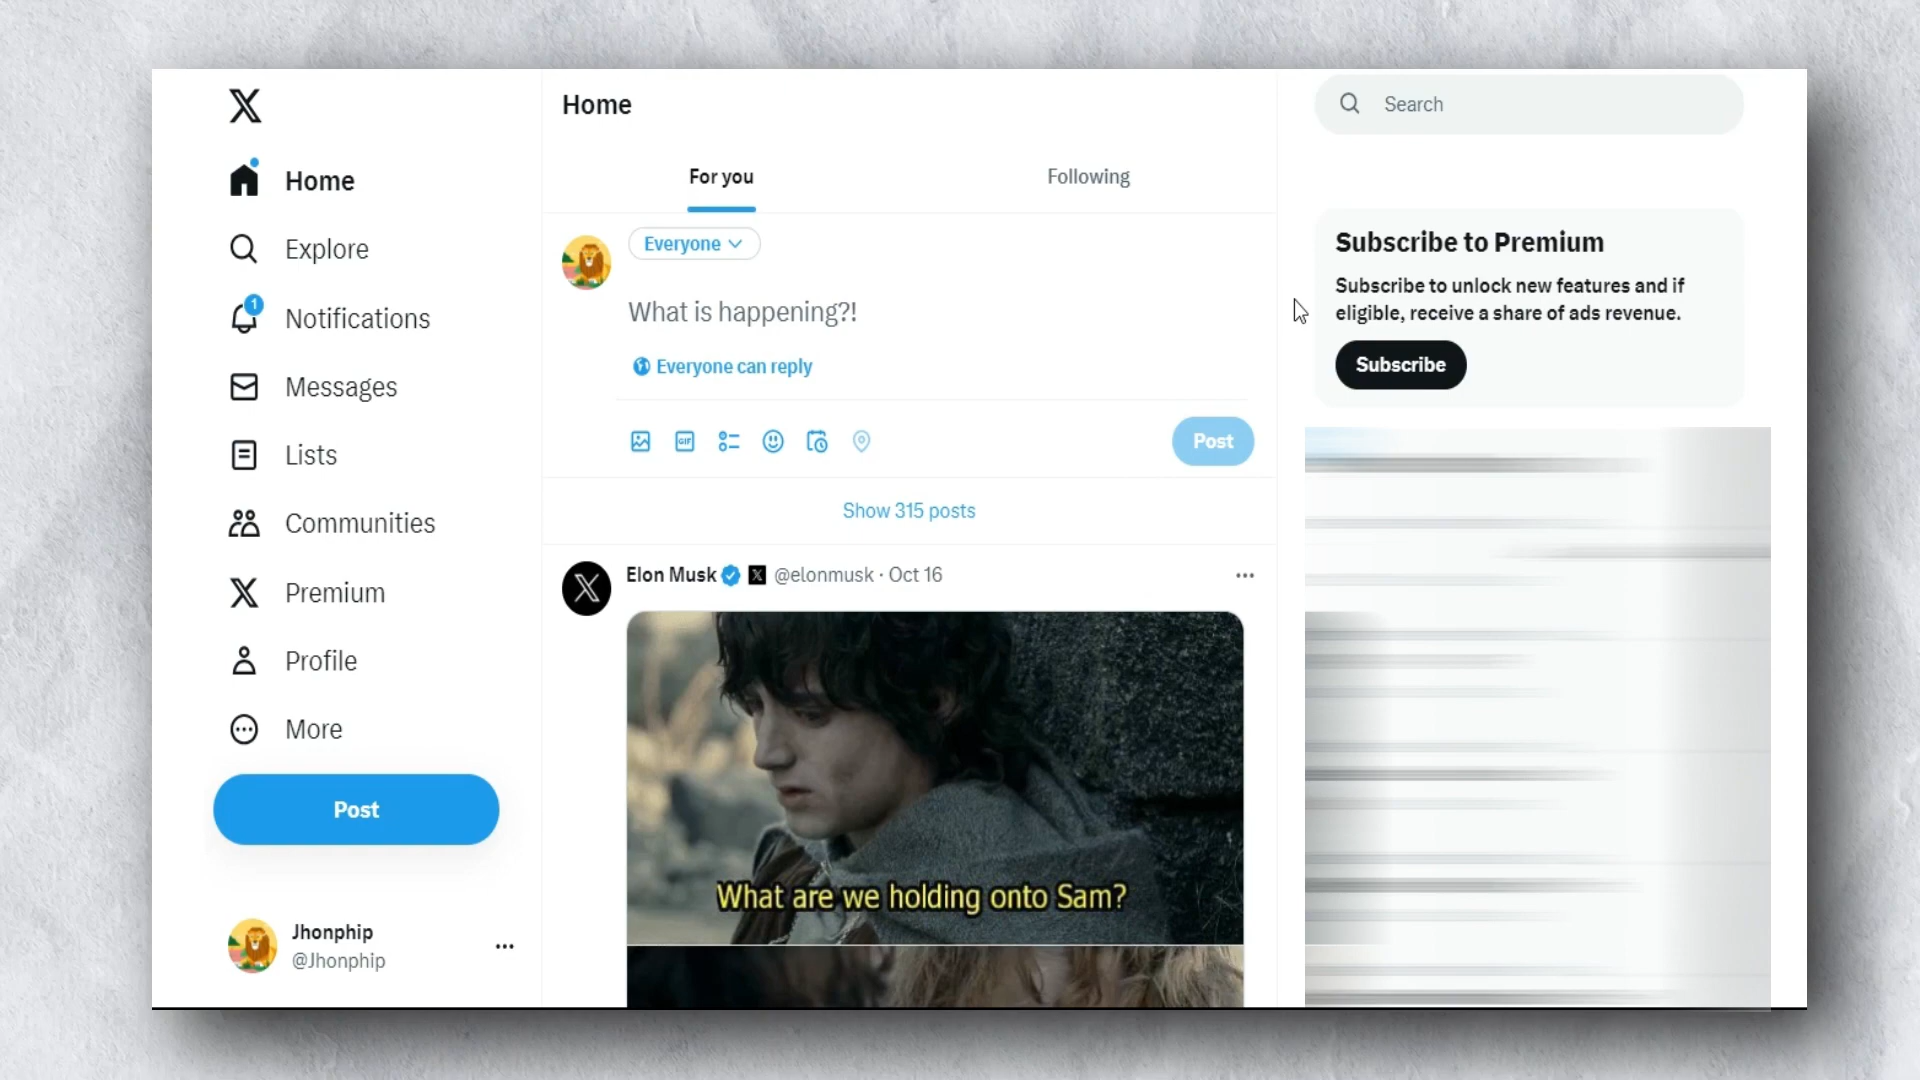 Home
Explore
1
Notifications
Messages
Lists
Communities
Premium
Profile
More
Post
Jhonphip
@Jhonphip
Home
For you
Following
Everyone
What is happening?!
Everyone can reply
GIF
Post
Show 315 posts
Elon Musk @elonmusk · Oct 16
What are we holding onto Sam?
Search
Subscribe to Premium
Subscribe to unlock new features and if
eligible, receive a share of ads revenue.
Subscribe